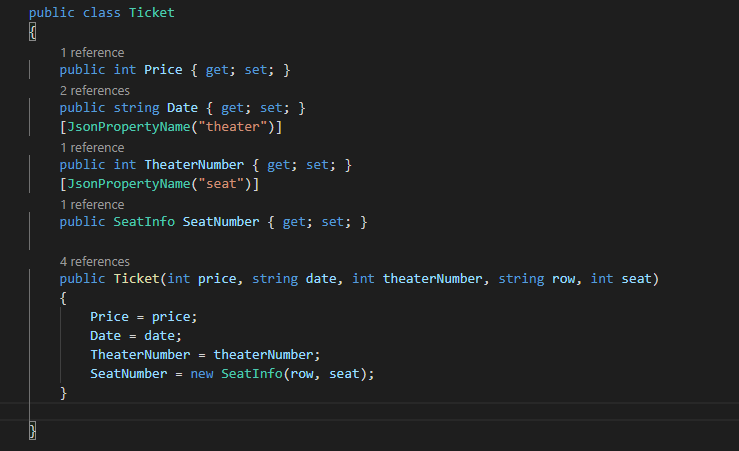 public class Ticket
{
1 reference
public int Price { get; set; }
2 references
public string Date { get; set; }
[JsonPropertyName("theater")]
1 reference
public int TheaterNumber { get; set; }
[JsonPropertyName("seat")]
1 reference
public SeatInfo SeatNumber { get; set; }
4 references
public Ticket(int price, string date, int theaterNumber, string row, int seat)
{
Price = price;
Date = date;
TheaterNumber = theaterNumber;
SeatNumber = new SeatInfo(row, seat);
}
}